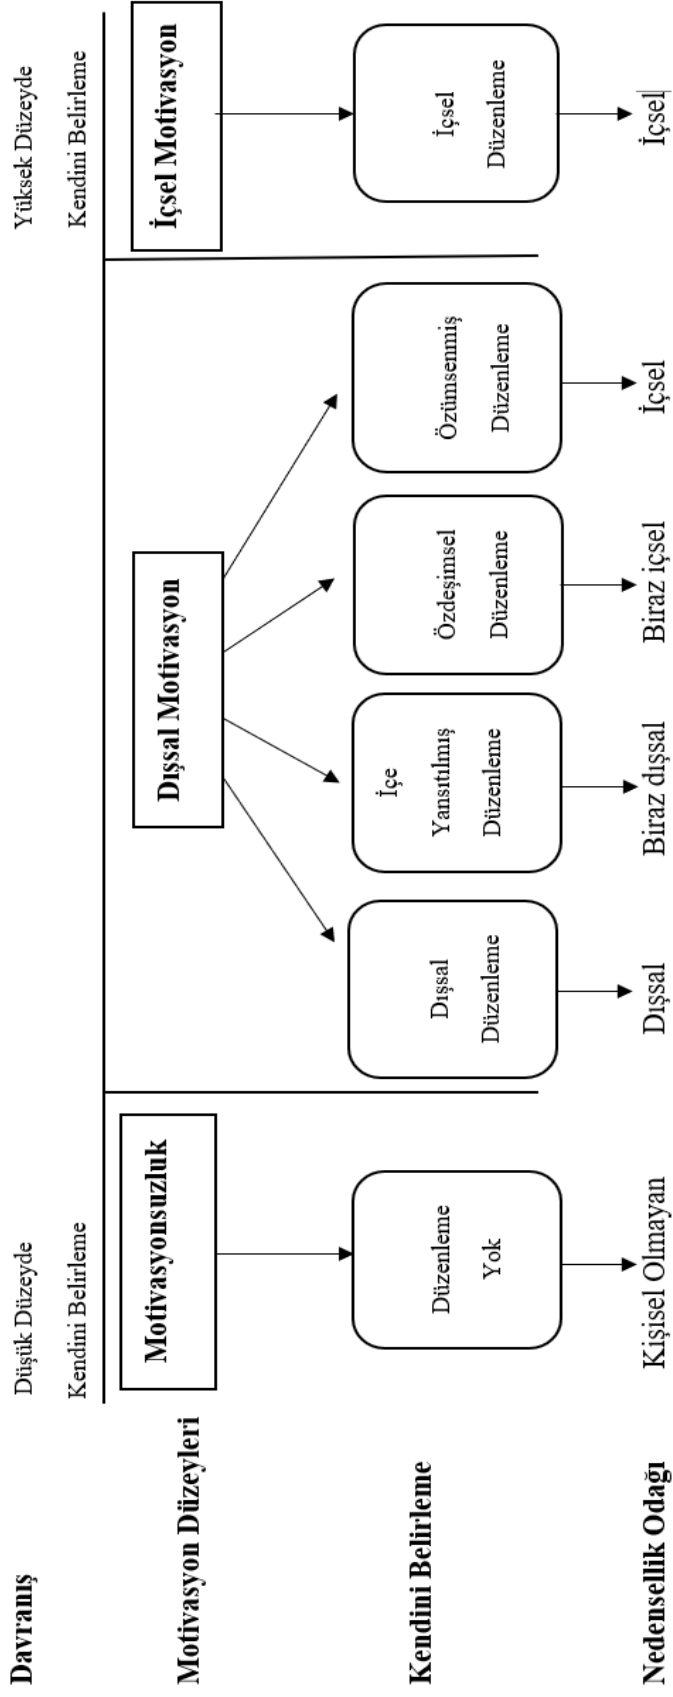 Davranış
Düşük Düzeyde
Kendini Belirleme
Yüksek Düzeyde
Kendini Belirleme
Motivasyon Düzeyleri
Motivasyonsuzluk
Dışsal Motivasyon
İçsel Motivasyon
Kendini Belirleme
Düzenleme
Yok
Dışsal
Düzenleme
İçe
Yansıtılmış
Düzenleme
Özdeşimsel
Düzenleme
Özümsenmiş
Düzenleme
İçsel
Düzenleme
Nedensellik Odağı
Kişisel Olmayan
Dışsal
Biraz dışsal
Biraz içsel
İçsel
İçsel